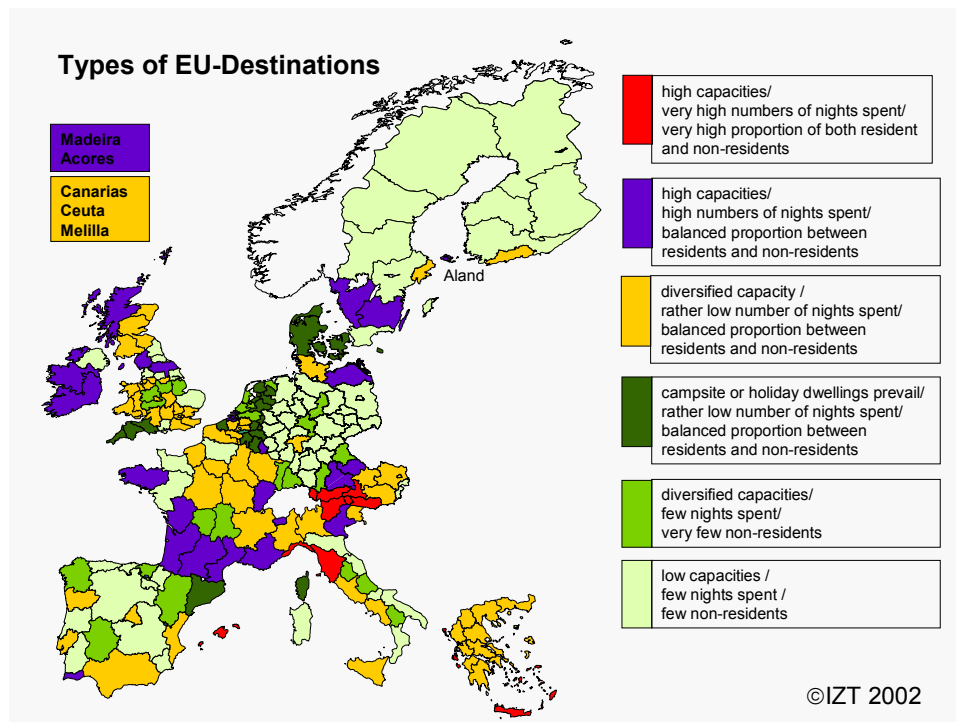 Types of EU-Destinations
Madeira
Acores
Canarias
Ceuta
Melilla
Aland
high capacities/
very high numbers of nights spent/
very high proportion of both resident
and non-residents
high capacities/
high numbers of nights spent/
balanced proportion between
residents and non-residents
diversified capacity /
rather low number of nights spent/
balanced proportion between
residents and non-residents
campsite or holiday dwellings prevail/
rather low number of nights spent/
balanced proportion between
residents and non-residents
diversified capacities/
few nights spent/
very few non-residents
low capacities /
few nights spent /
few non-residents
©IZT 2002